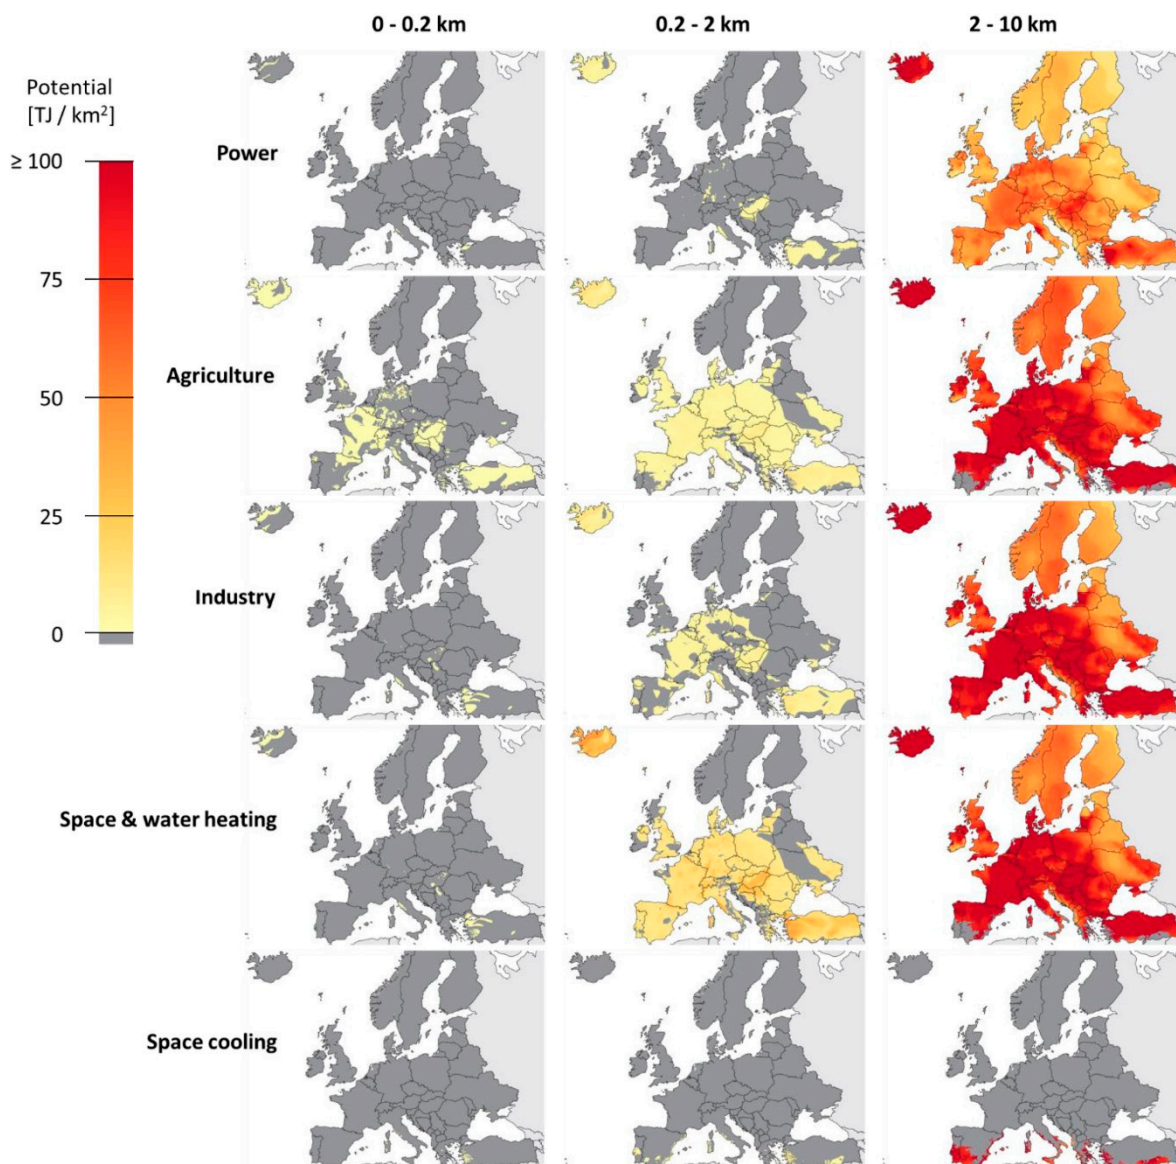 0 - 0.2 km
0.2 - 2 km
2 - 10 km
Potential
[TJ / km²]
≥ 100
75
50
25
0
Power
Agriculture
Industry
Space & water heating
Space cooling